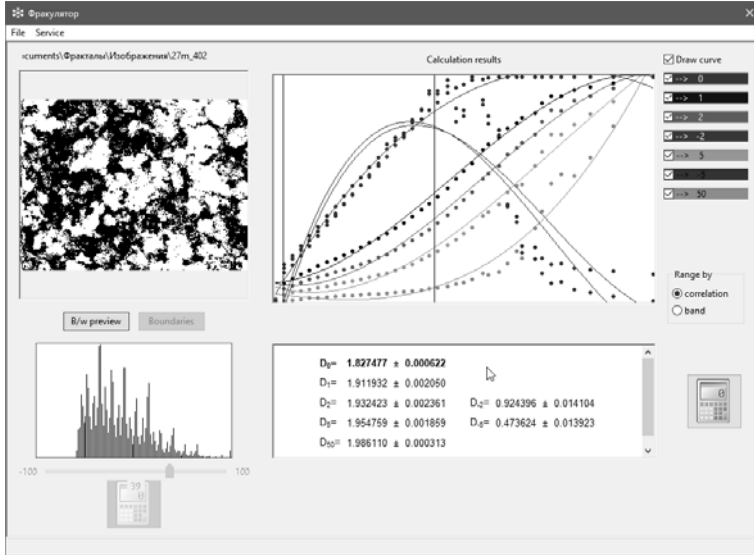 Фракулятор
File Service
‹cuments\Фракталы\Изображения\27m_402
Calculation results
Draw curve
--> 0
--> 1
--> 2
--> -2
--> 5
--> 50
Range by
correlation
band
B/w preview Boundaries
D0= 1.827477 ± 0.000622
D1= 1.911932 ± 0.002050
D2= 1.932423 ± 0.002361 D-2= 0.924396 ± 0.014104
D5= 1.954759 ± 0.001859 D-5= 0.473624 ± 0.013923
D50= 1.986110 ± 0.000313
-100 100
39
0
0